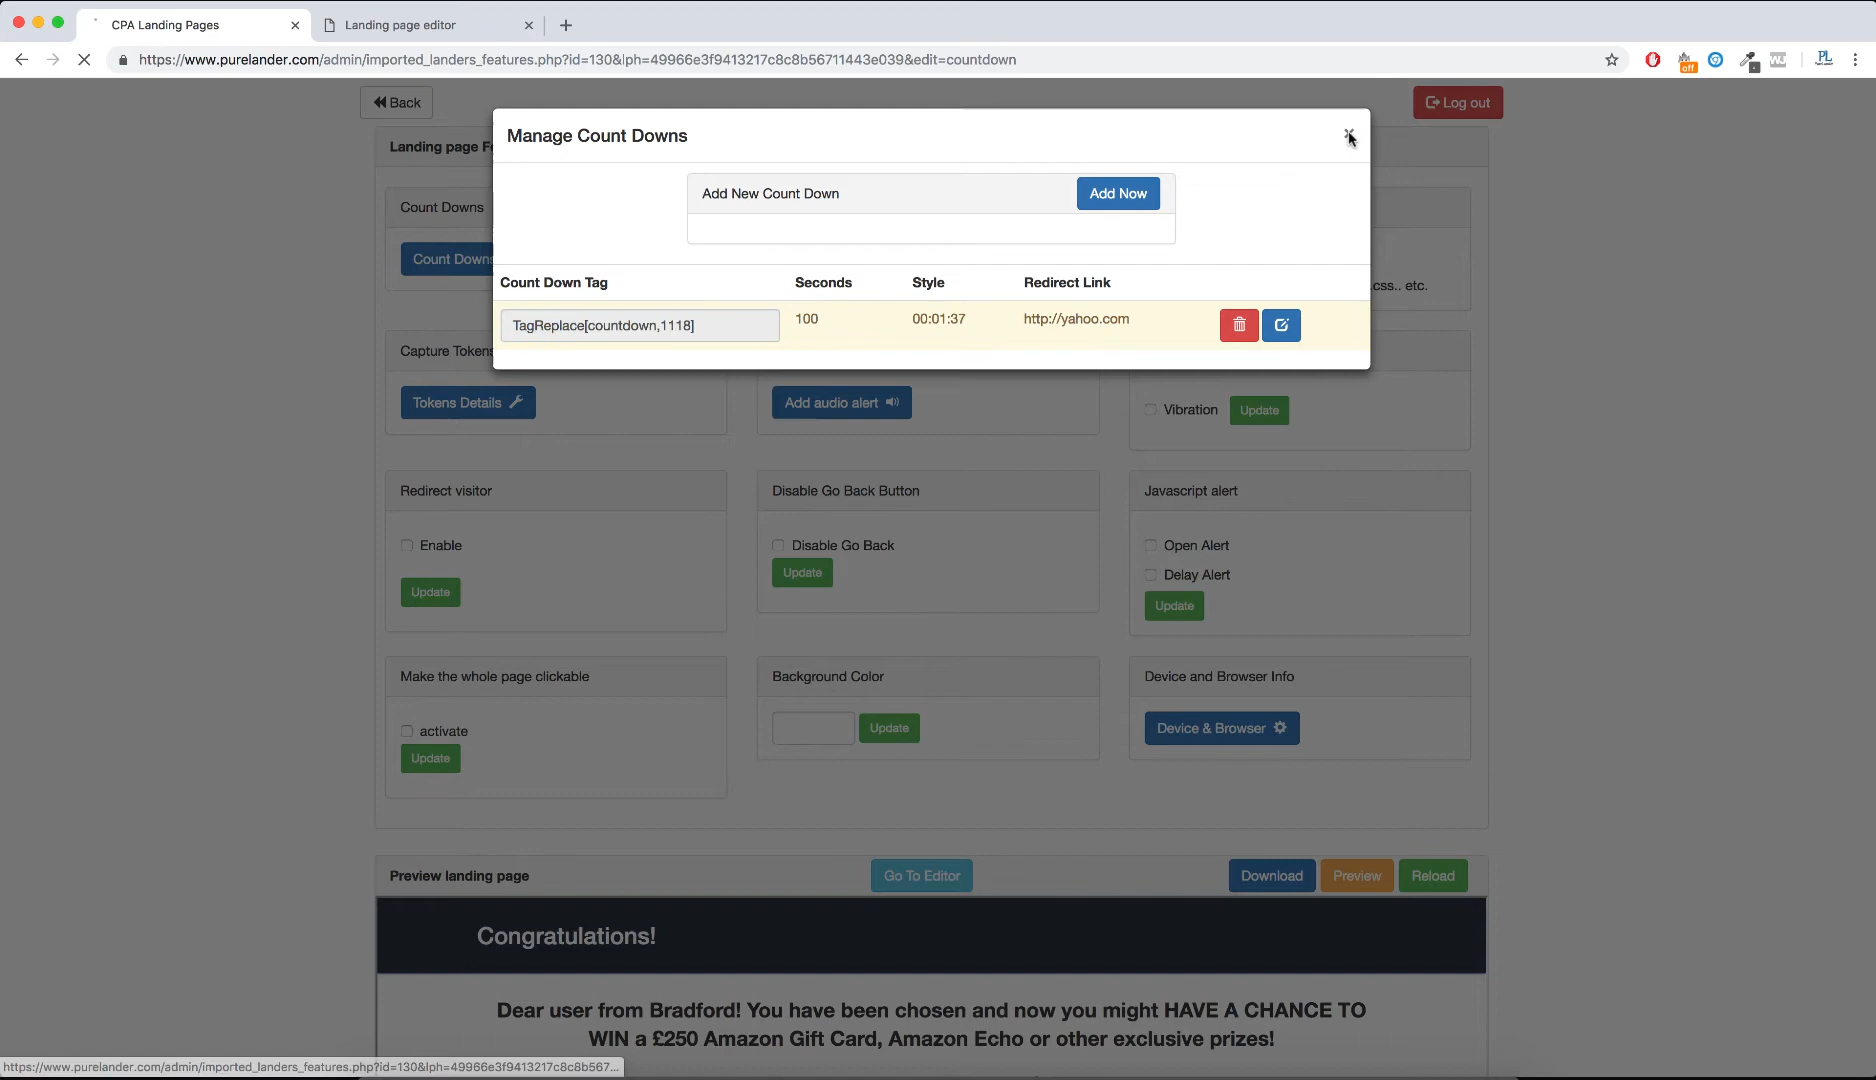 CPA Landing Pages
Landing page editor
https://www.purelander.com/admin/imported_landers_features.php?id=130&lph=49966e3f9413217c8c8b56711443e039&edit=countdown
off
WJ
PL
Back
Log out
Manage Count Downs
Landing page F
Add New Count Down
Add Now
Count Downs
Count Downs
Count Down Tag
Seconds
Style
Redirect Link
.css.. etc.
TagReplace[countdown,1118]
100
00:01:37
http://yahoo.com
Capture Tokens
Tokens Details
Add audio alert
Vibration
Update
Redirect visitor
Disable Go Back Button
Javascript alert
Enable
Disable Go Back
Open Alert
Update
Delay Alert
Update
Update
Make the whole page clickable
Background Color
Device and Browser Info
activate
Update
Device & Browser
Update
Preview landing page
Go To Editor
Download
Preview
Reload
Congratulations!
Dear user from Bradford! You have been chosen and now you might HAVE A CHANCE TO
WIN a £250 Amazon Gift Card, Amazon Echo or other exclusive prizes!
https://www.purelander.com/admin/imported_landers_features.php?id=130&lph=49966e3f9413217c8c8b567...